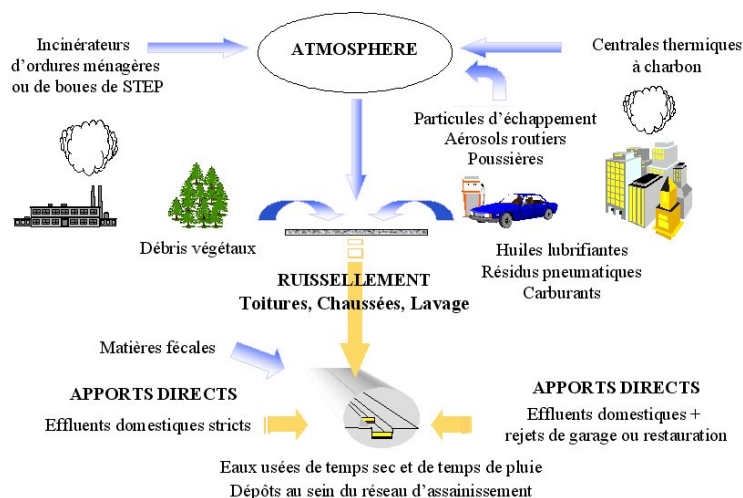 Incinérateurs
d'ordures ménagères
ou de boues de STEP
ATMOSPHERE
Centrales thermiques
à charbon
Particules d'échappement
Aérosols routiers
Poussières
Débris végétaux
Huiles lubrifiantes
Résidus pneumatiques
Carburants
RUISSELLEMENT
Toitures, Chaussées, Lavage
Matières fécales
APPORTS DIRECTS
Effluents domestiques stricts
APPORTS DIRECTS
Effluents domestiques +
rejets de garage ou restauration
Eaux usées de temps sec et de temps de pluie
Dépôts au sein du réseau d'assainissement